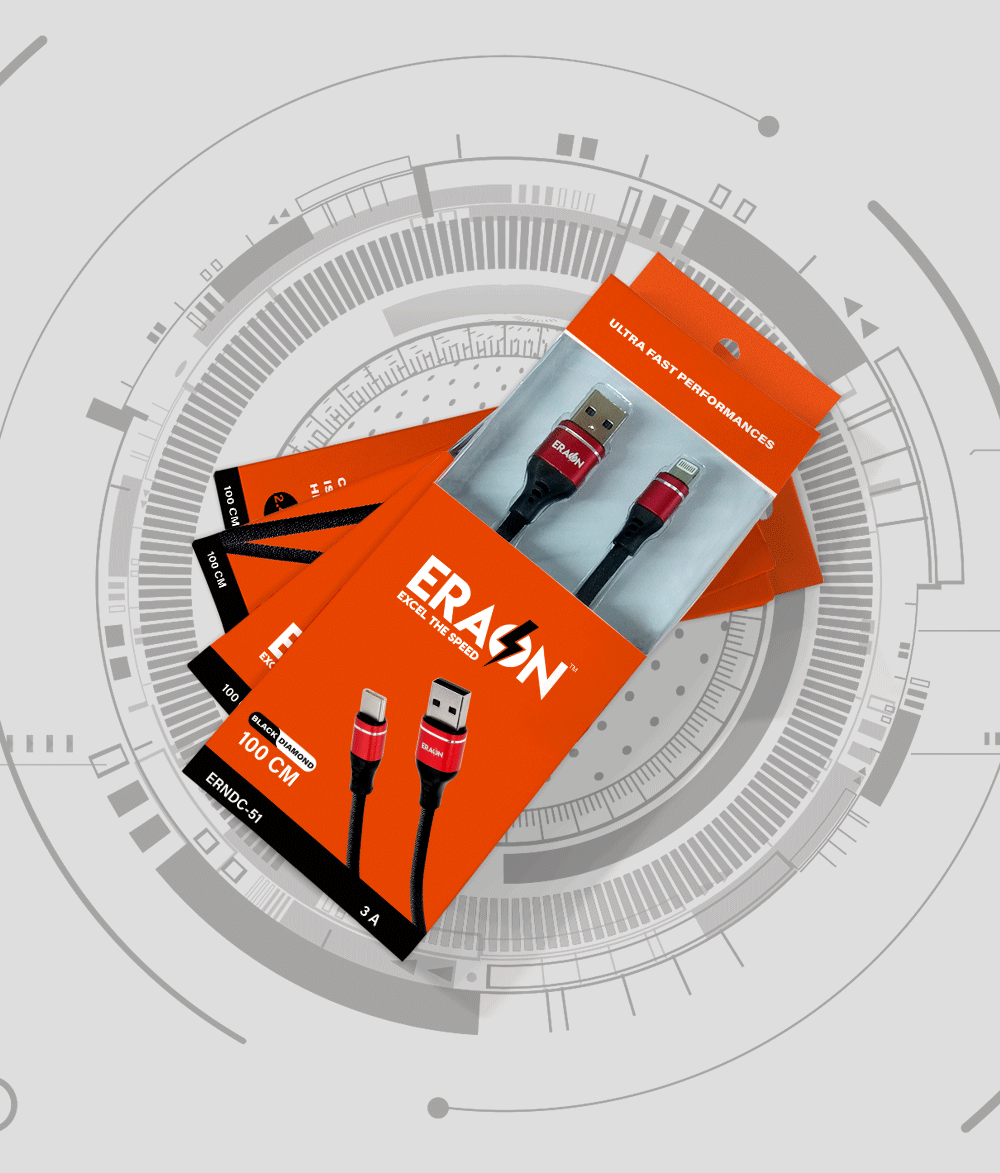 ULTRA FAST PERFORMANCES
ERAON
ERAON™
EXCEL THE SPEED
ERAON
BLACK DIAMOND
100 CM
ERNDC-51
3 A
100 CM
100 CM
100